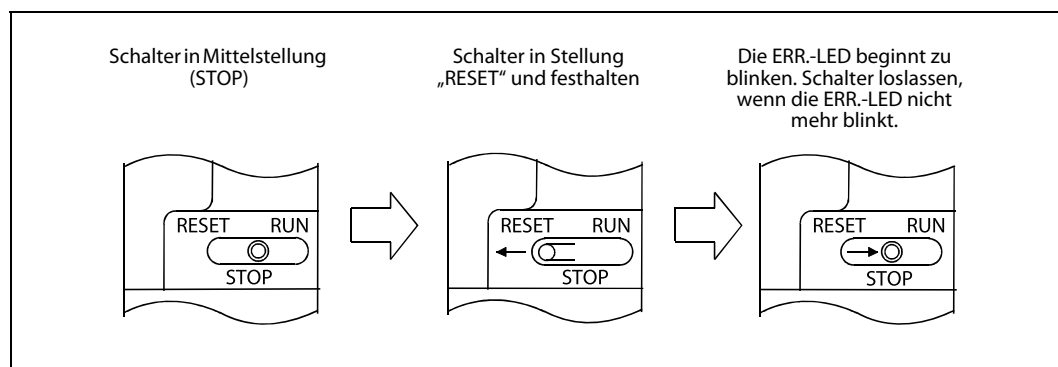 Schalter in Mittelstellung
(STOP)
Schalter in Stellung
„RESET“ und festhalten
Die ERR.-LED beginnt zu
blinken. Schalter loslassen,
wenn die ERR.-LED nicht
mehr blinkt.
RESET RUN
STOP
RESET RUN
STOP
RESET RUN
STOP